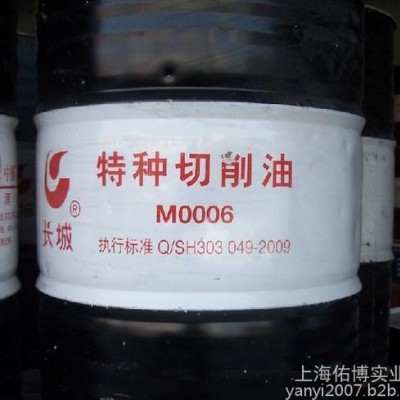 特种切削油
M0006
执行标准 Q/SH303 049-2009
长城
®
上海佑博实业
yanyi2007.b2b.